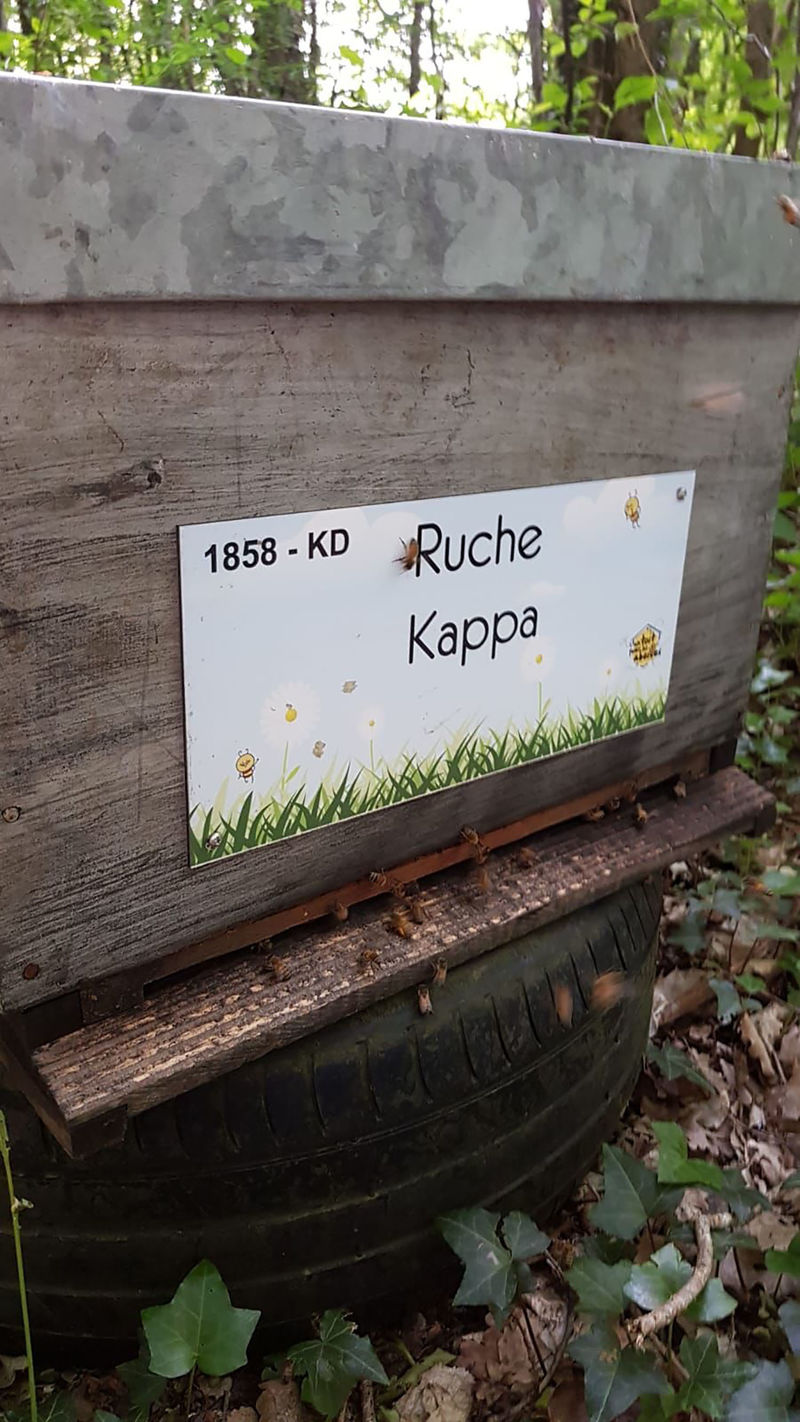 1858 - KD
Ruche
Kappa